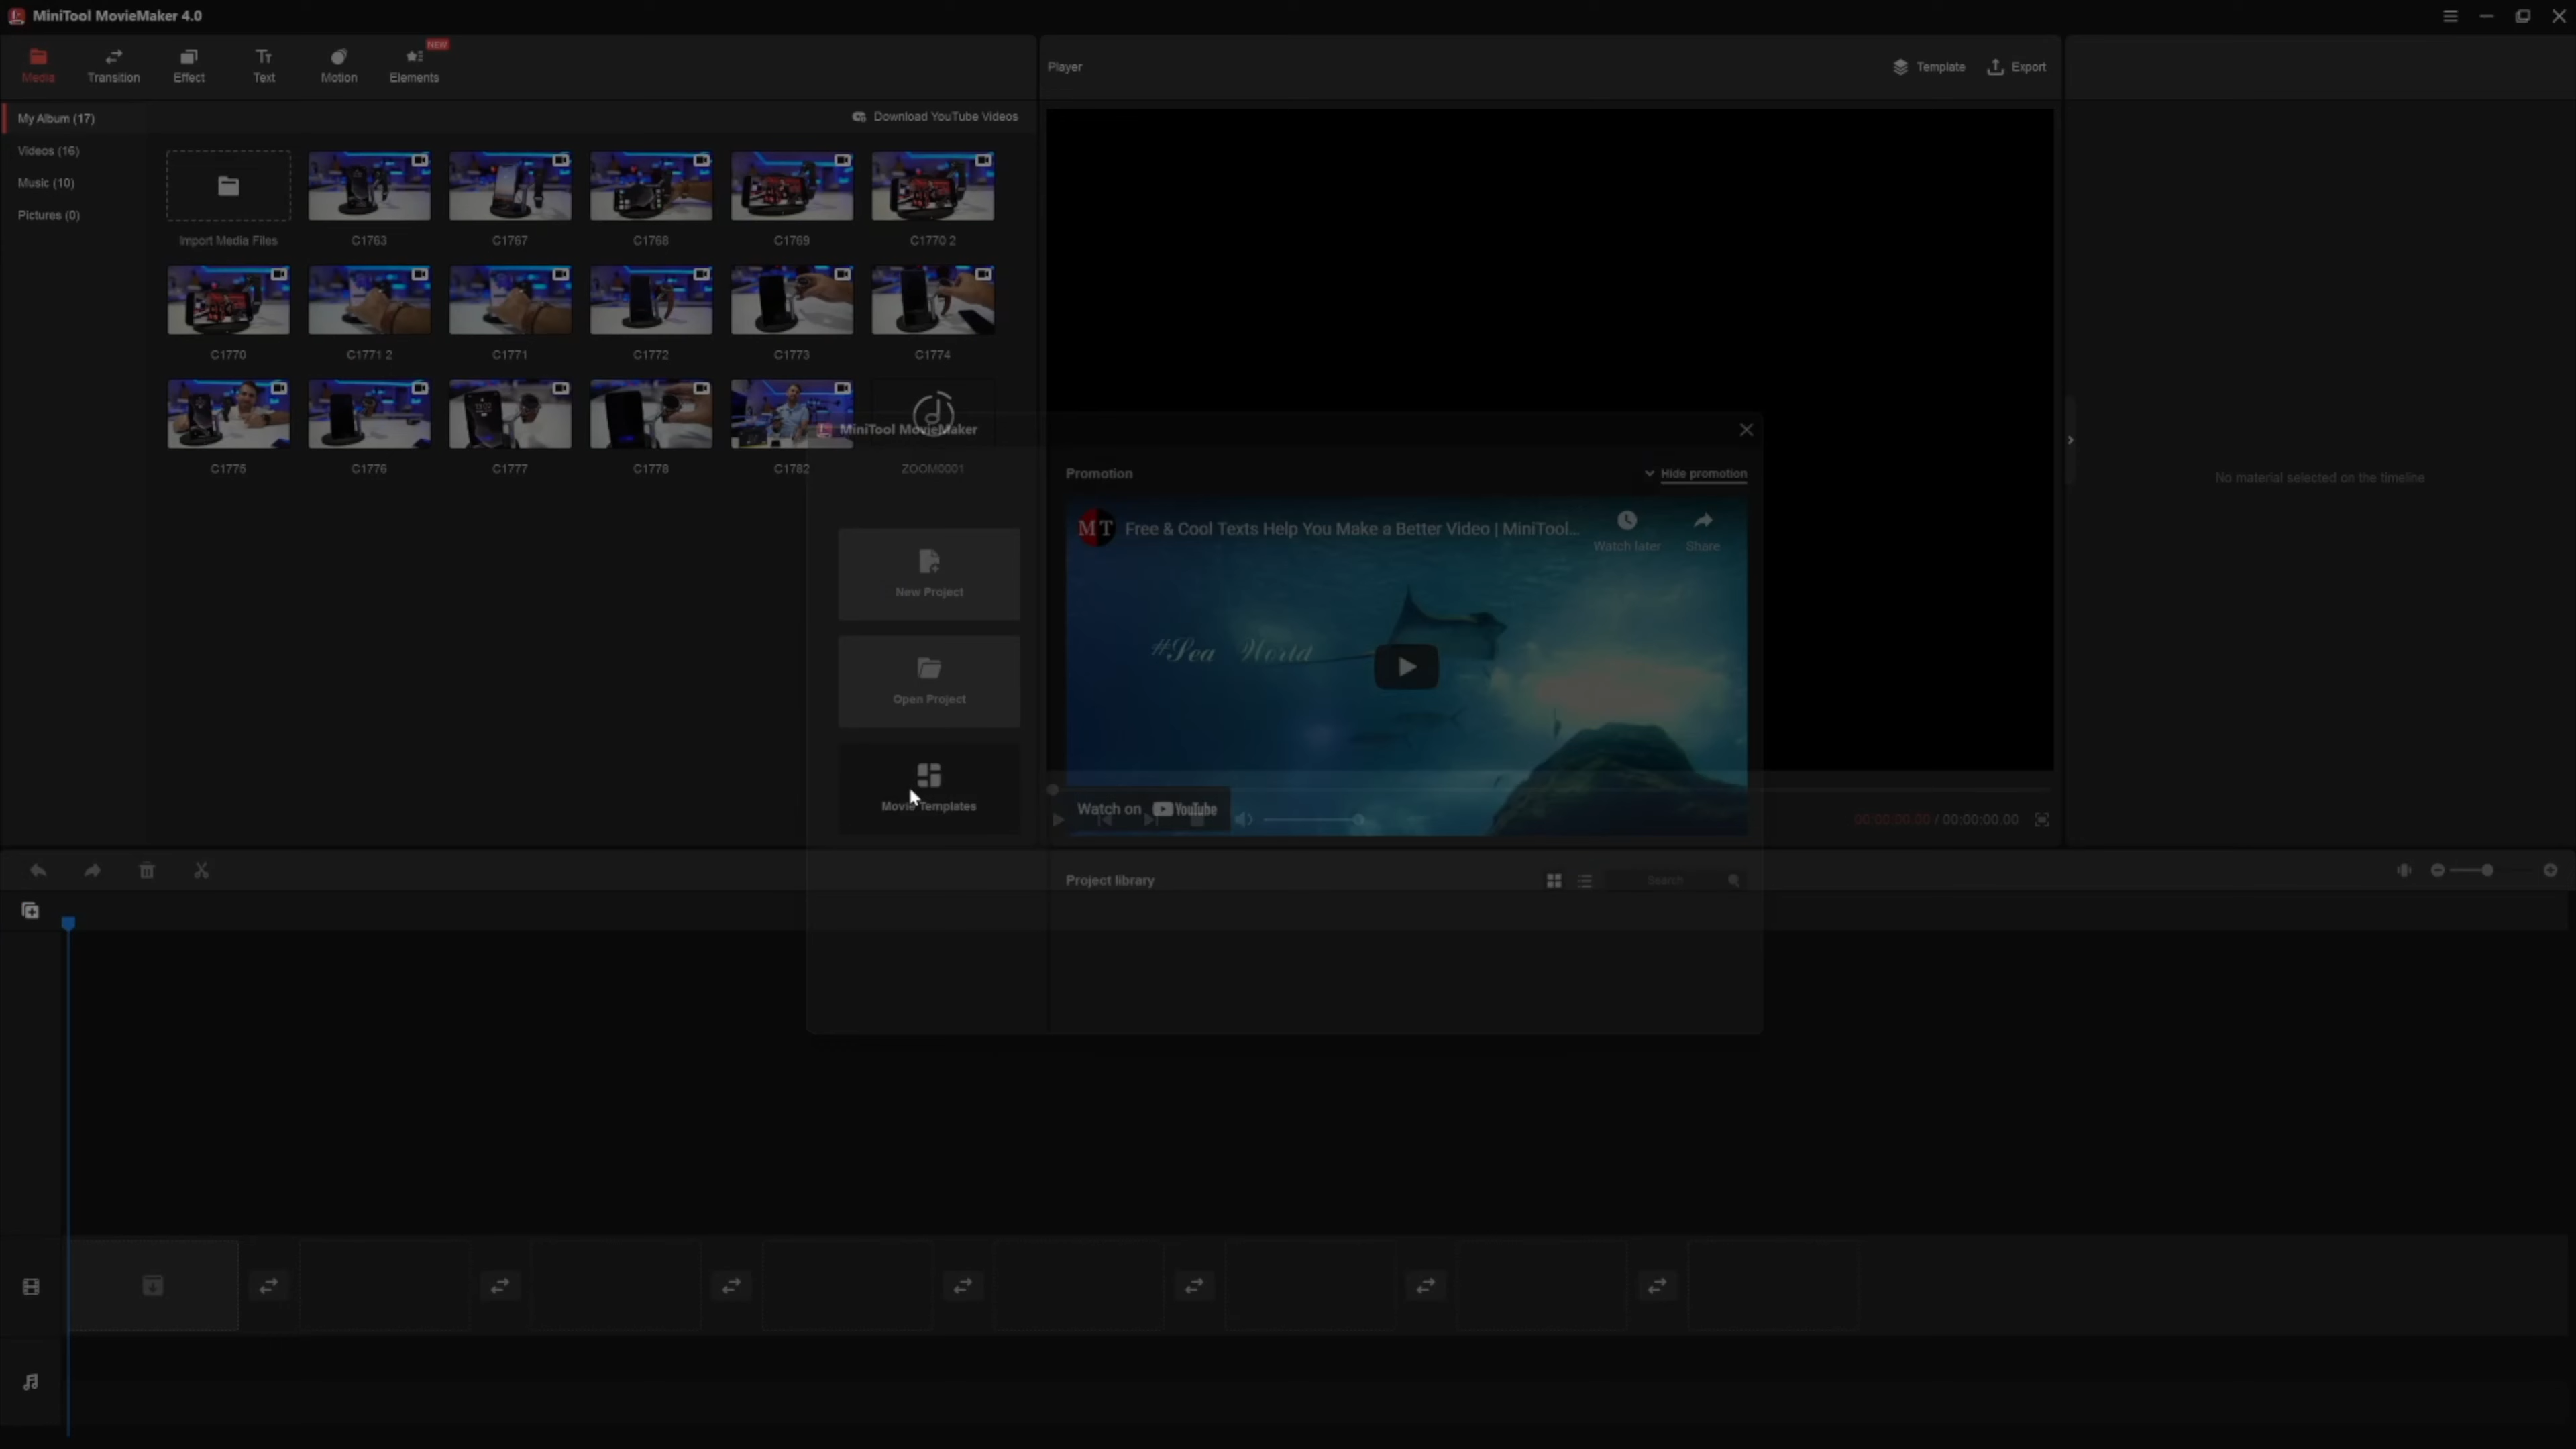 MiniTool MovieMaker 4.0
Media
Transition
Effect
Text
Motion
NEW
Elements
Player
Template
Export
My Album (17)
Download YouTube Videos
Videos (16)
Music (10)
Pictures (0)
Import Media Files
C1763
C1767
C1768
C1769
C1770 2
C1770
C1771 2
C1771
C1772
C1773
C1774
C1775
C1776
C1777
C1778
C1782
ZOOM0001
No material selected on the timeline
MiniTool MovieMaker
Promotion
Hide promotion
MT
Free & Cool Texts Help You Make a Better Video | MiniTool...
Watch later
Share
#Sea World
New Project
Open Project
Movie Templates
Watch on YouTube
00:00:00.00 / 00:00:00.00
Project library
Search